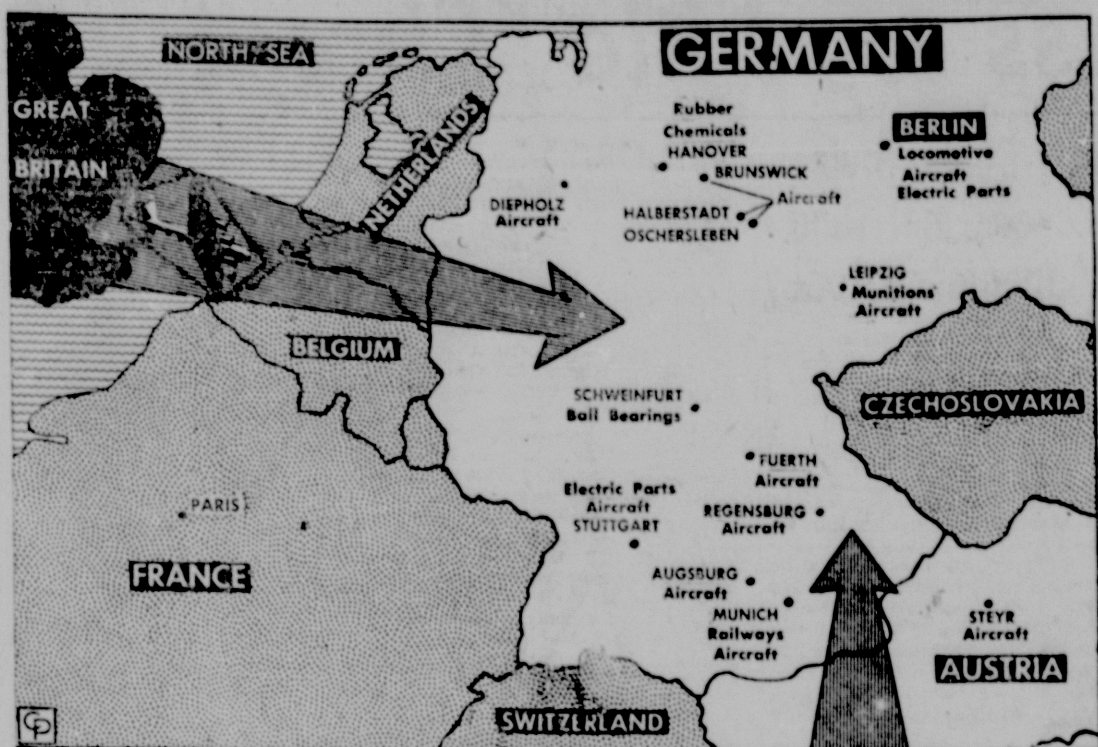 NORTH SEA
GERMANY
GREAT
BRITAIN
NETHERLANDS
Rubber
Chemicals
HANOVER
BERLIN
Locomotive
Aircraft
Electric Parts
BRUNSWICK
Aircraft
DIEPHOLZ
Aircraft
HALBERSTADT
OSCHERSLEBEN
LEIPZIG
Munitions
Aircraft
BELGIUM
SCHWEINFURT
Ball Bearings
CZECHOSLOVAKIA
FUERTH
Aircraft
PARIS
Electric Parts
Aircraft
STUTTGART
REGENSBURG
Aircraft
FRANCE
AUGSBURG
Aircraft
MUNICH
Railways
Aircraft
STEYR
Aircraft
AUSTRIA
SWITZERLAND
CP